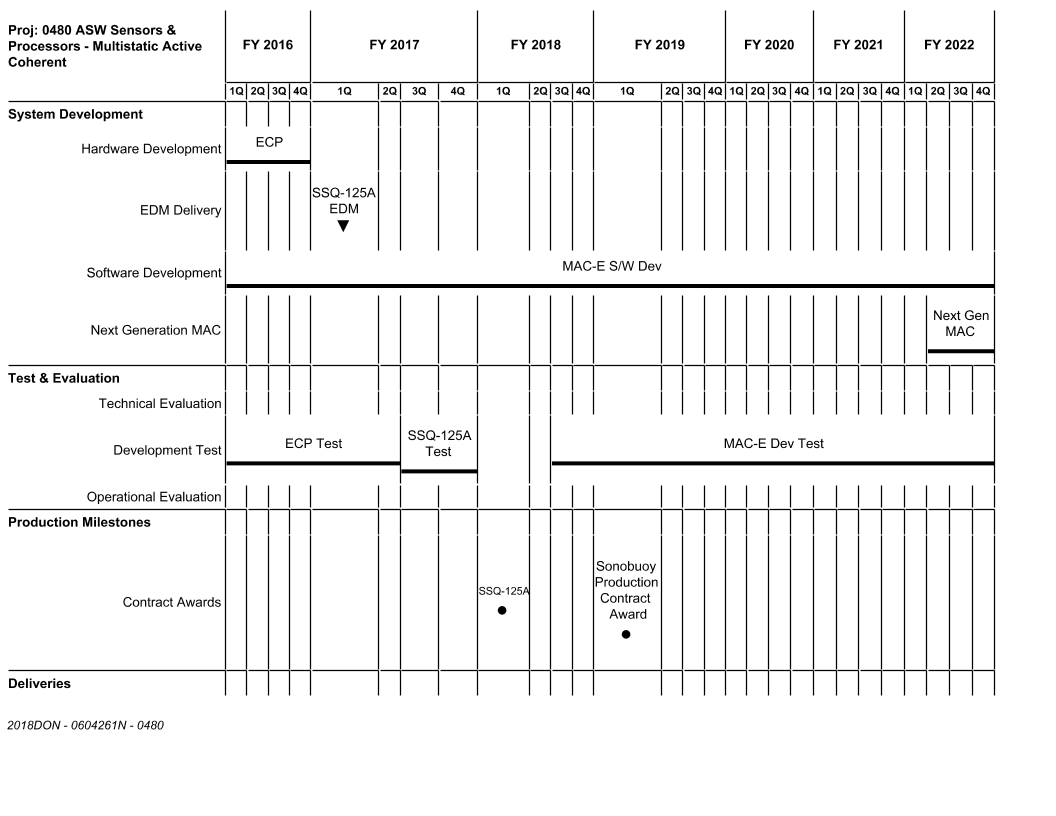 Proj: 0480 ASW Sensors &
Processors - Multistatic Active
Coherent
FY 2016 FY 2017 FY 2018 FY 2019 FY 2020 FY 2021 FY 2022
1Q 2Q 3Q 4Q 1Q 2Q 3Q 4Q 1Q 2Q 3Q 4Q 1Q 2Q 3Q 4Q 1Q 2Q 3Q 4Q 1Q 2Q 3Q 4Q 1Q 2Q 3Q 4Q
System Development
Hardware Development
ECP
EDM Delivery
SSQ-125A
EDM
Software Development
MAC-E S/W Dev
Next Generation MAC
Next Gen
MAC
Test & Evaluation
Technical Evaluation
Development Test
ECP Test
SSQ-125A
Test
MAC-E Dev Test
Operational Evaluation
Production Milestones
Contract Awards
SSQ-125A
Sonobuoy
Production
Contract
Award
Deliveries
2018DON - 0604261N - 0480